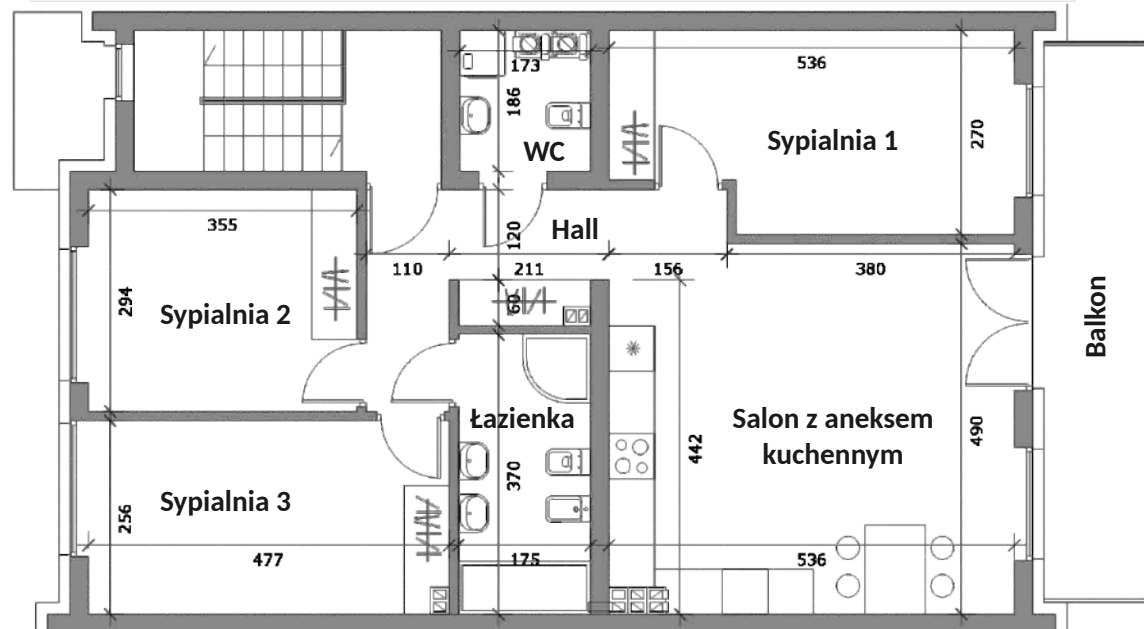 173
536
186
270
WC
Sypialnia 1
355
120
Hall
110
211
156
380
294
Sypialnia 2
60
Balkon
Łazienka
Salon z aneksem
kuchennym
442
490
370
Sypialnia 3
256
477
175
536